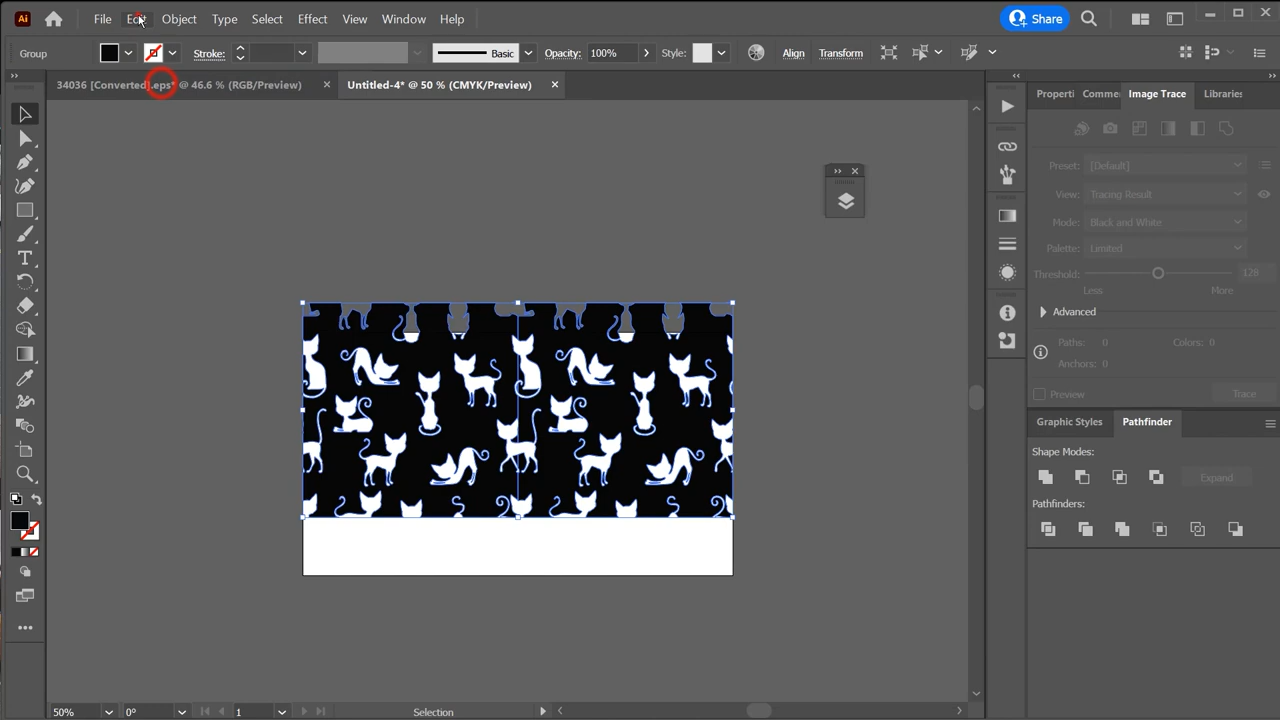 Ai File Edit Object Type Select Effect View Window Help Share
Group Stroke: Basic Opacity: 100% Style: Align Transform
34036 [Converted].eps* @ 46.6 % (RGB/Preview) Untitled-4* @ 50 % (CMYK/Preview)
Properti Commen Image Trace Libraries
Preset: [Default]
View: Tracing Result
Mode: Black and White
Palette: Limited
Threshold: 128
Less More
Advanced
Paths: 0 Colors: 0
Anchors: 0
Preview Trace
Graphic Styles Pathfinder
Shape Modes:
Expand
Pathfinders:
50% 0° 1 Selection